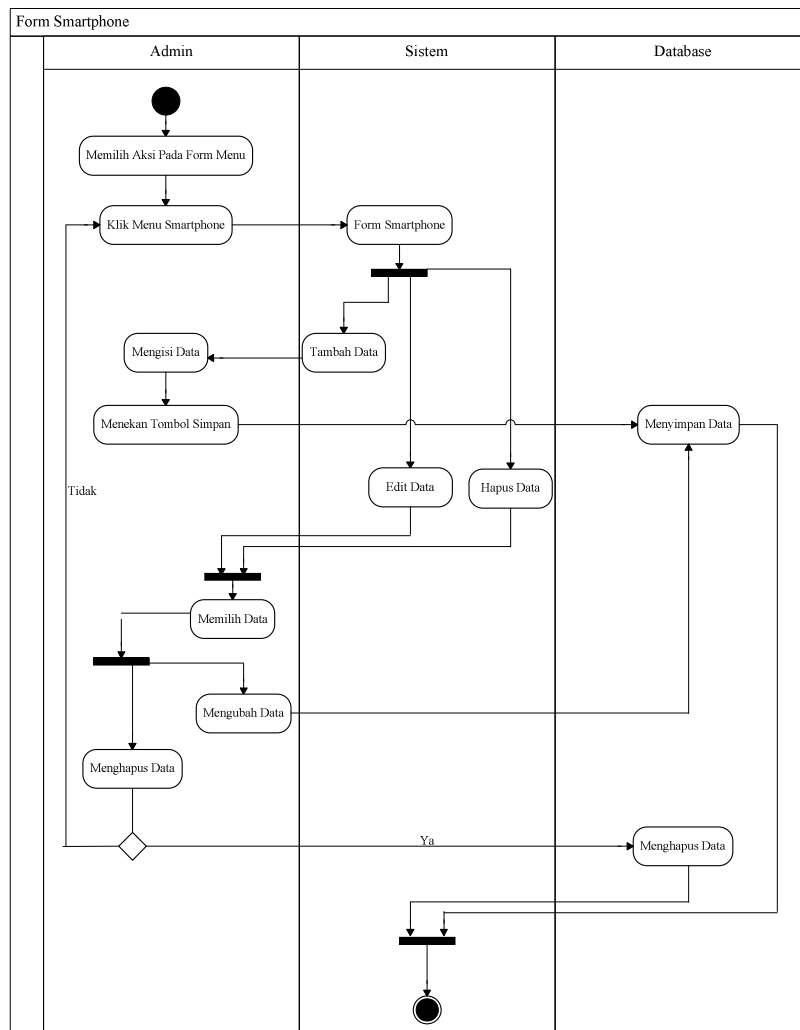 Form Smartphone
Admin
Sistem
Database
Memilih Aksi Pada Form Menu
Klik Menu Smartphone
Form Smartphone
Mengisi Data
Tambah Data
Menekan Tombol Simpan
Menyimpan Data
Tidak
Edit Data
Hapus Data
Memilih Data
Mengubah Data
Menghapus Data
Ya
Menghapus Data